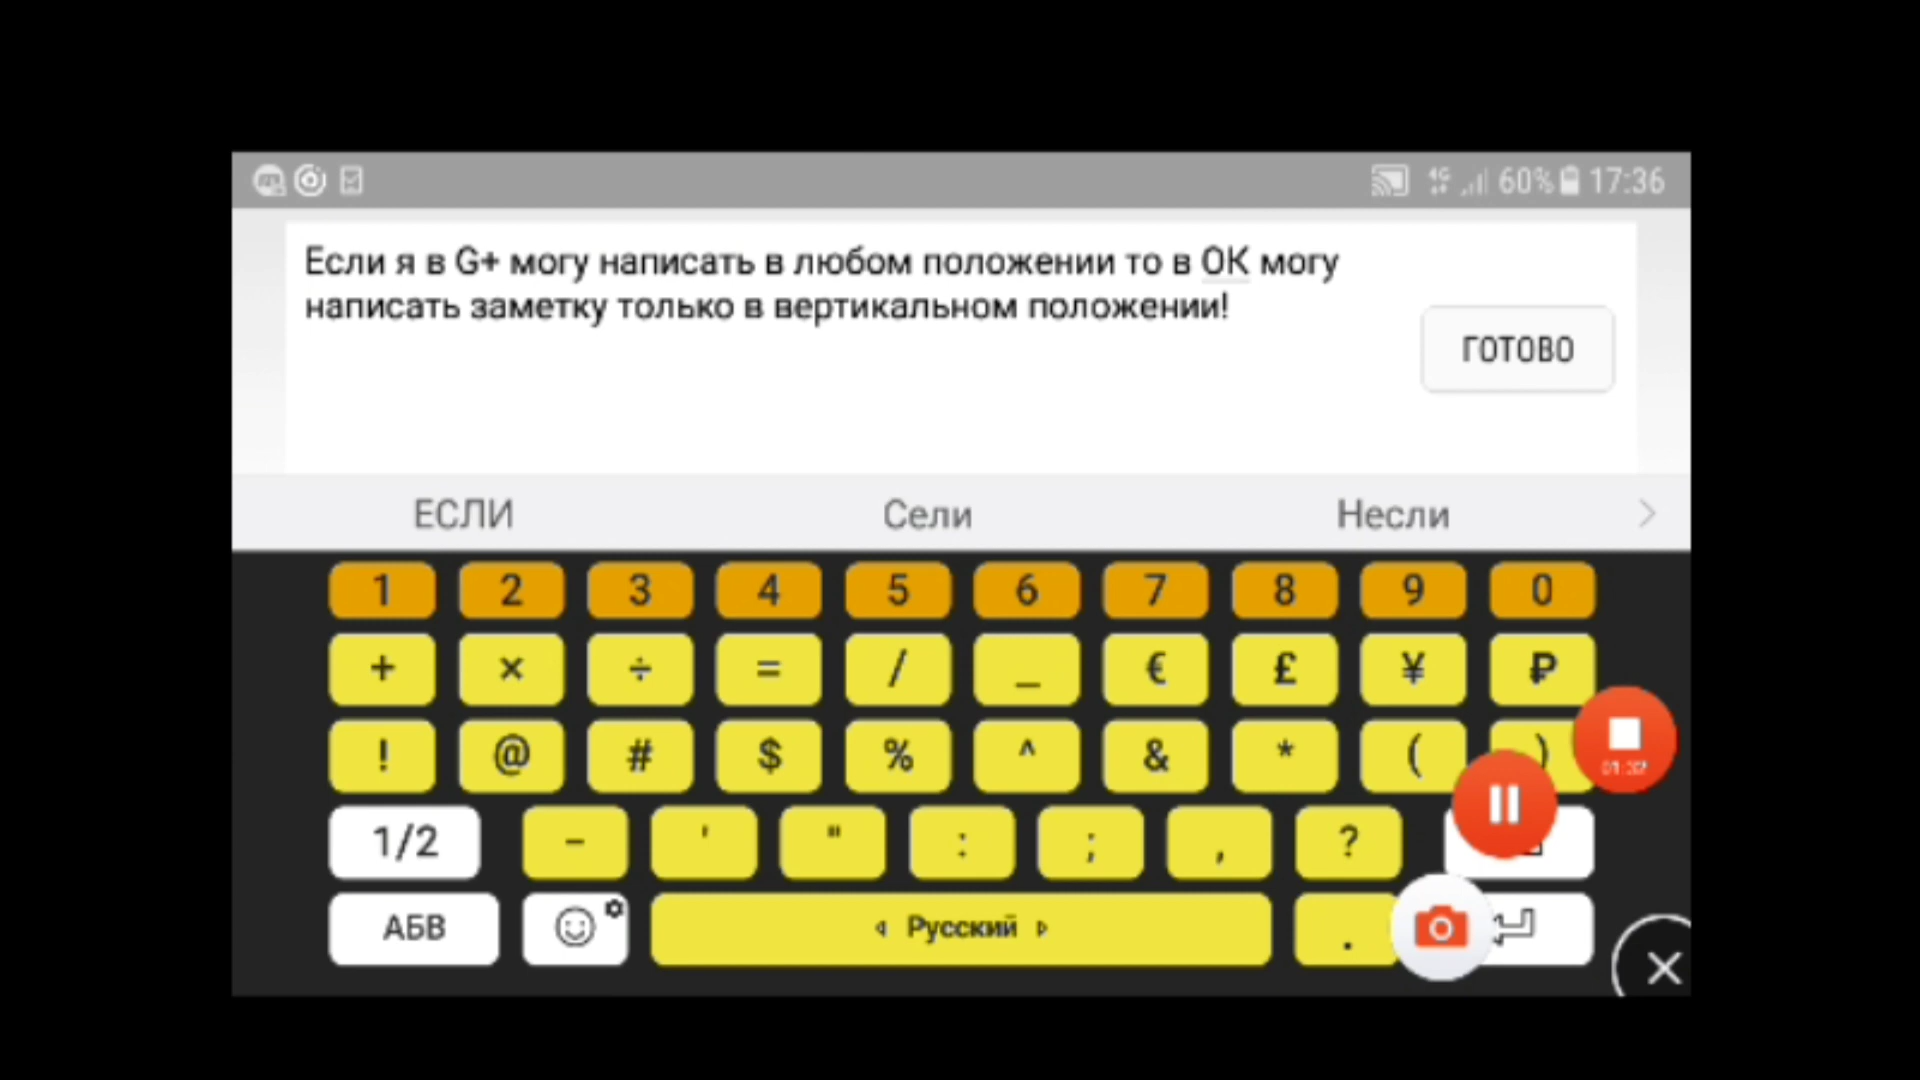 4G 60% 17:36
Если я в G+ могу написать в любом положении то в ОК могу
написать заметку только в вертикальном положении!
ГОТОВО
ЕСЛИ Сели Несли
1 2 3 4 5 6 7 8 9 0
+ × ÷ = / _ € £ ¥ ₽
! @ # $ % ^ & * ( )
1/2 - ' " : ; , ?
АБВ Русский .